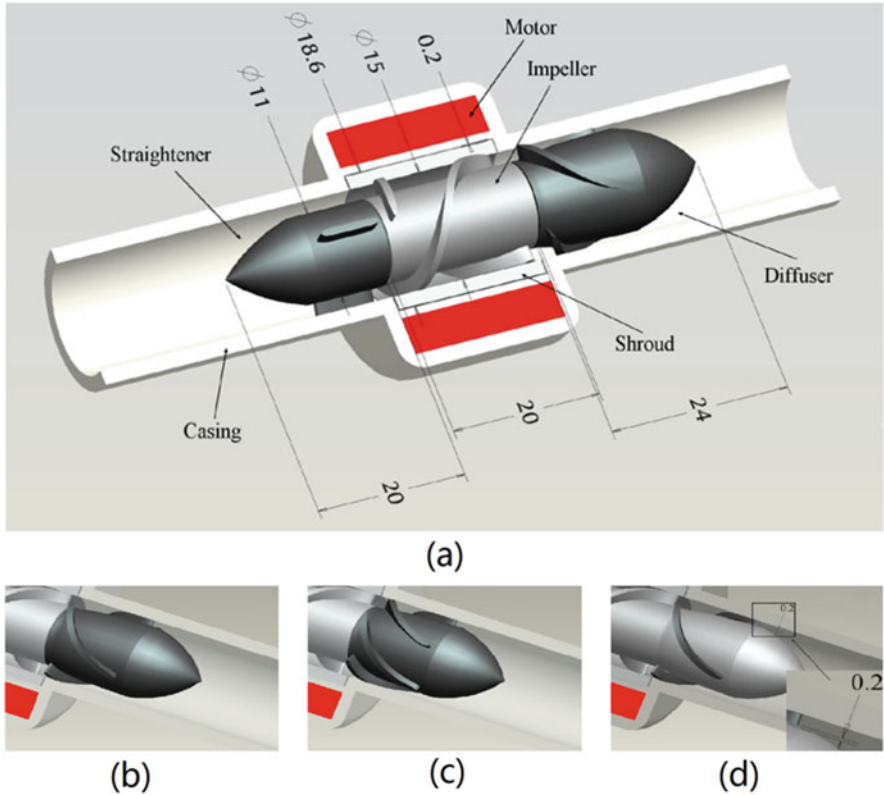 Ø 11
Ø 18.6
Ø 15
0.2
Motor
Impeller
Straightener
Diffuser
Shroud
Casing
20
20
24
(a)
0.2
0.2
(b)
(c)
(d)